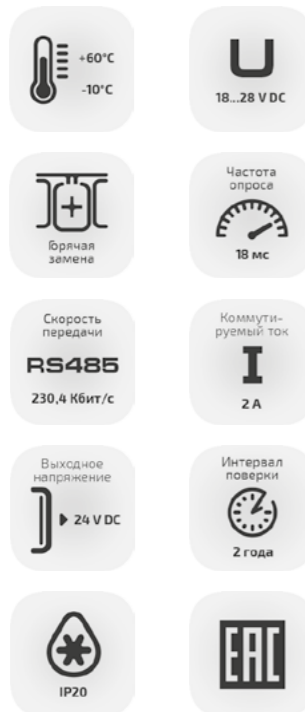 +60°C
-10°C
U
18...28 V DC
Горячая
замена
Частота
опроса
18 мс
Скорость
передачи
RS485
230,4 Кбит/с
Коммути-
руемый ток
I
2 А
Выходное
напряжение
24 V DC
Интервал
поверки
2 года
IP20
EAC